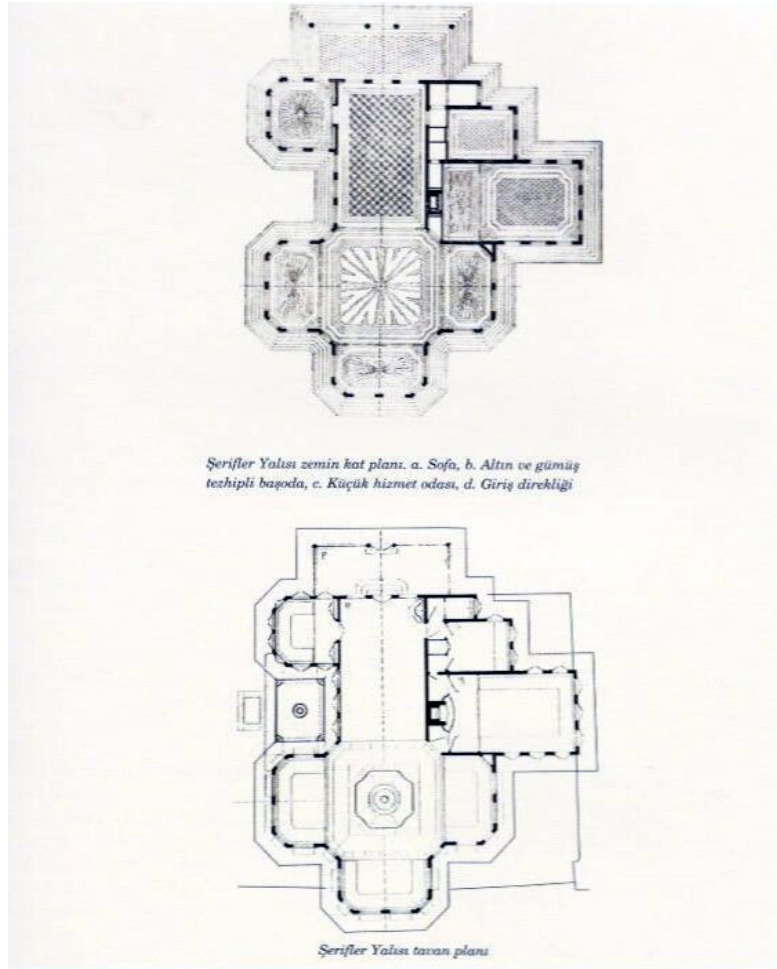 Şerifler Yalısı zemin kat planı. a. Sofa, b. Altın ve gümüş
tezhipli başoda, c. Küçük hizmet odası, d. Giriş direkliği
Şerifler Yalısı tavan planı